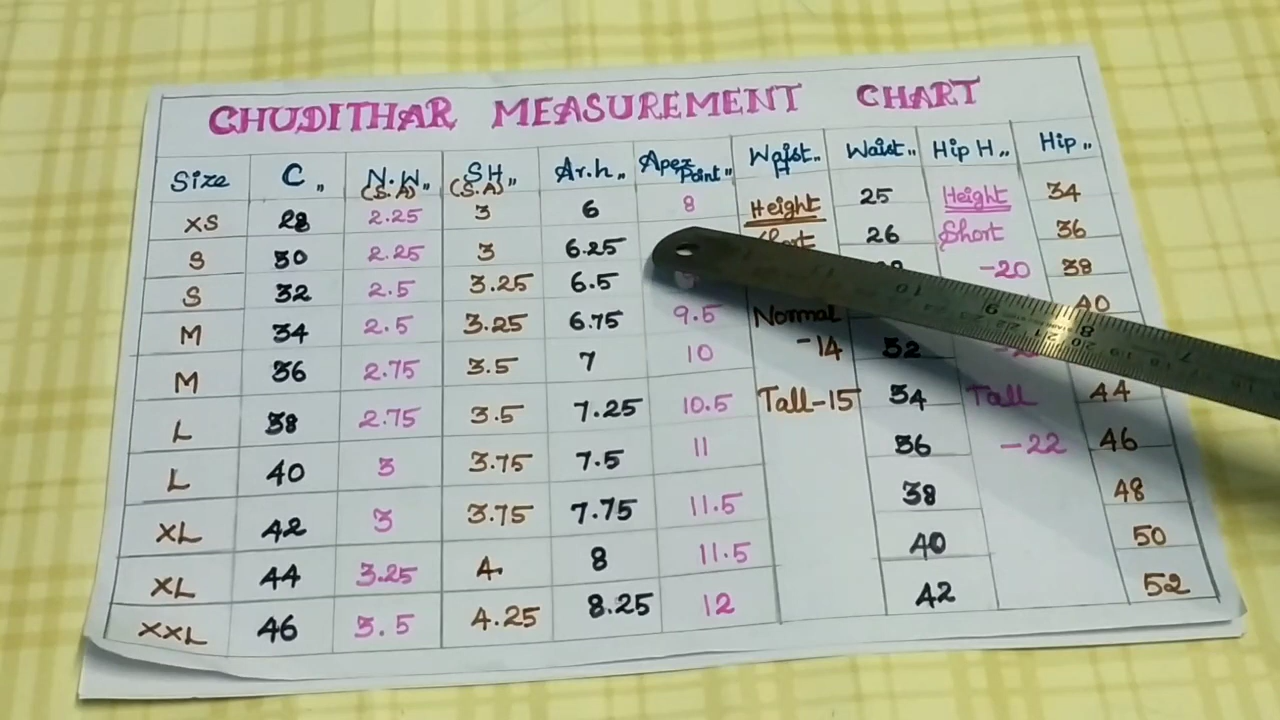 CHUDITHAR MEASUREMENT CHART
Size C " N.W " (S.A) SH " (S.A) Ar.h " Apex Point " Waist " H Waist " Hip H " Hip "
XS 28 2.25 3 6 8 Height 25 Height 34
S 30 2.25 3 6.25 Short 26 Short 36
S 32 2.5 3.25 6.5 -20 38
M 34 2.5 3.25 6.75 9.5 Normal 40
M 36 2.75 3.5 7 10 -14 32
L 38 2.75 3.5 7.25 10.5 Tall-15 34 Tall 44
L 40 3 3.75 7.5 11 36 -22 46
XL 42 3 3.75 7.75 11.5 38 48
XL 44 3.25 4. 8 11.5 40 50
XXL 46 3.5 4.25 8.25 12 42 52